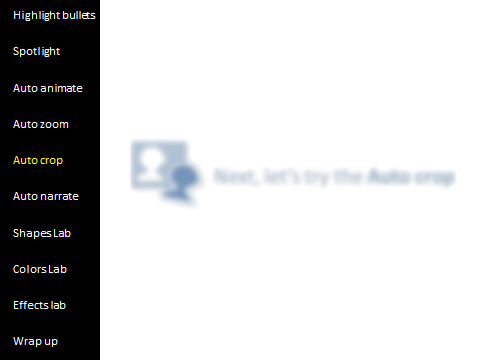 Highlight bullets
Spotlight
Auto animate
Auto zoom
Auto crop
Auto narrate
Shapes Lab
Colors Lab
Effects lab
Wrap up
Next, let's try the Auto crop